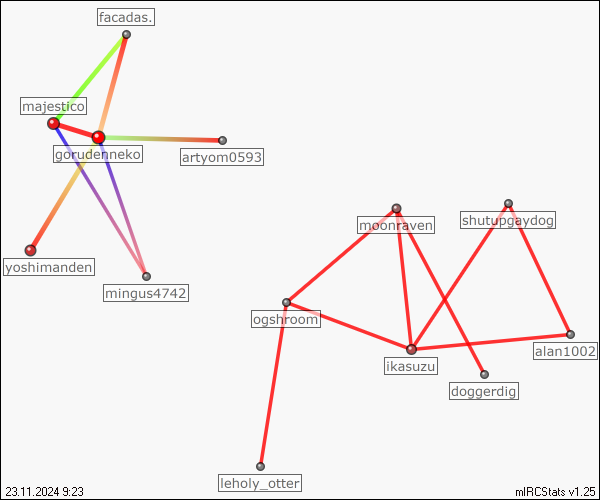 facadas.
majestico
gorudenneko
artyom0593
yoshimanden
mingus4742
moonraven
shutupgaydog
ogshroom
ikasuzu
alan1002
doggerdig
leholy_otter
23.11.2024 9:23
mIRCStats v1.25